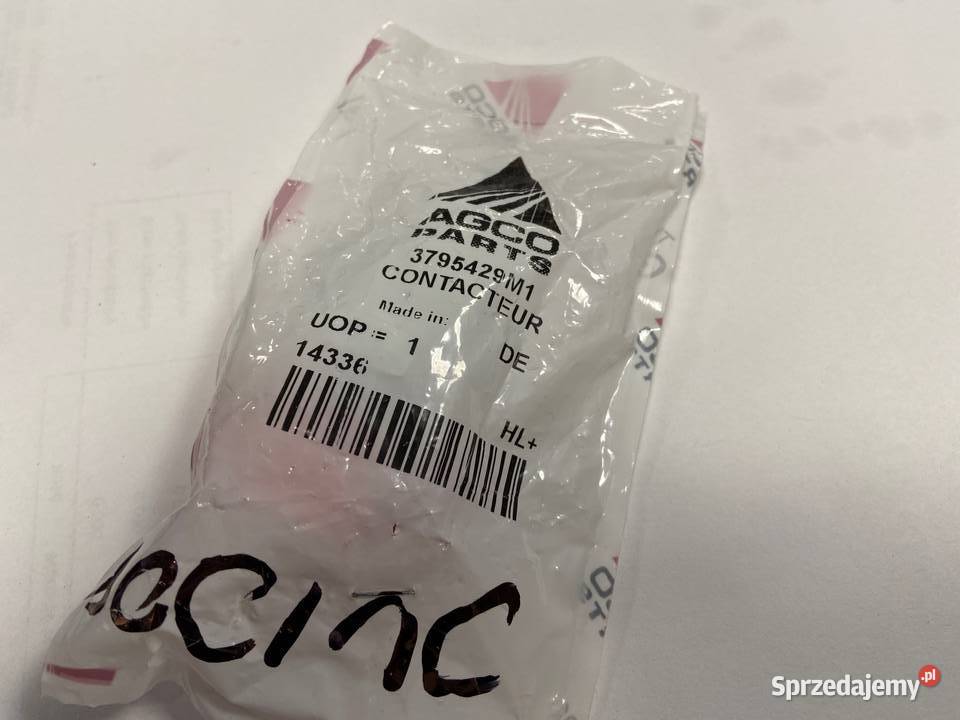 AGCO
PARTS
3795429M1
CONTACTEUR
Made in: DE
UOP = 1
14336
HL+
Sprzedajemy.pl